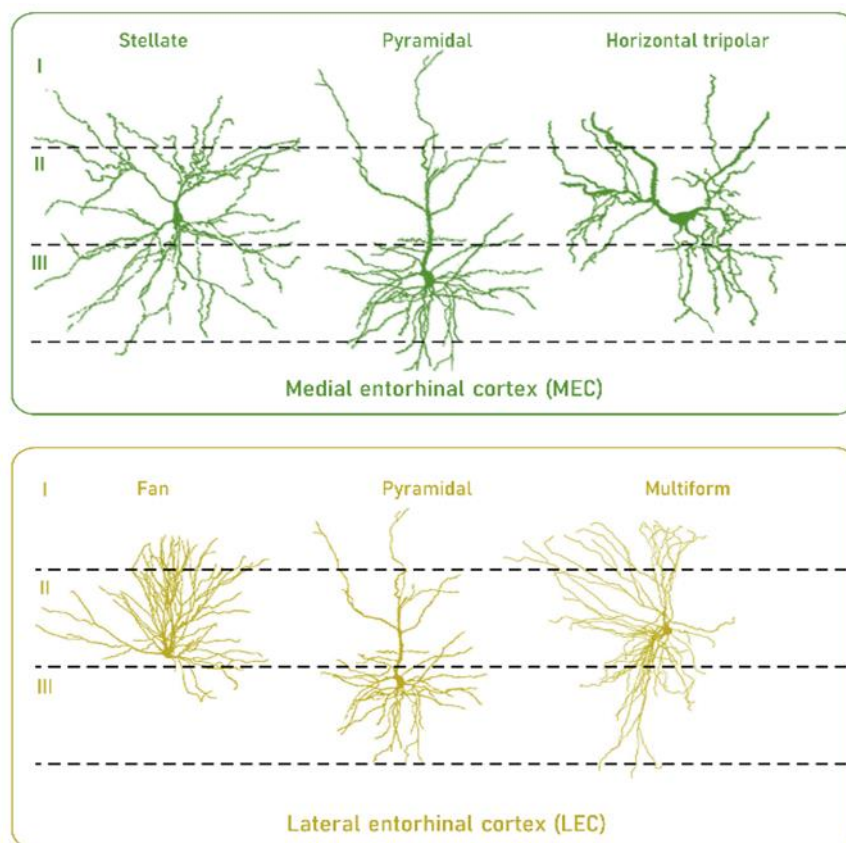 Stellate Pyramidal Horizontal tripolar
I
II
III
Medial entorhinal cortex (MEC)
I Fan Pyramidal Multiform
II
III
Lateral entorhinal cortex (LEC)